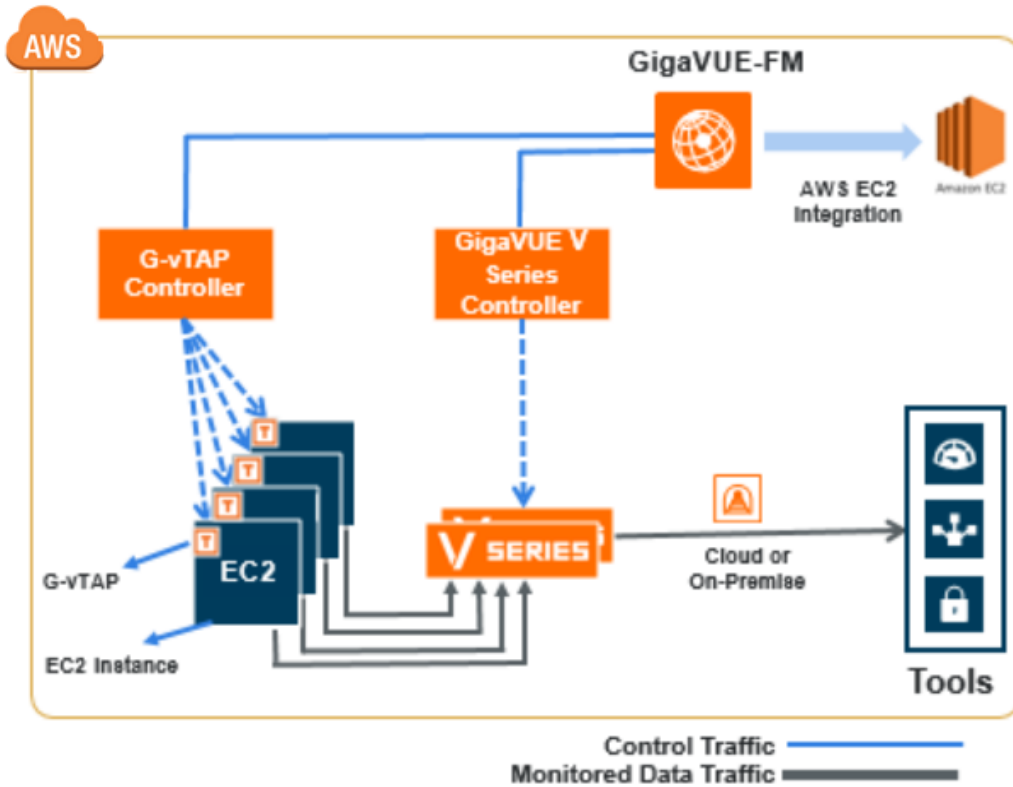 AWS
GigaVUE-FM
AWS EC2
Integration
Amazon EC2
G-vTAP
Controller
GigaVUE V
Series
Controller
T
T
T
T
EC2
G-vTAP
EC2 Instance
V SERIES
Cloud or
On-Premise
Tools
Control Traffic
Monitored Data Traffic